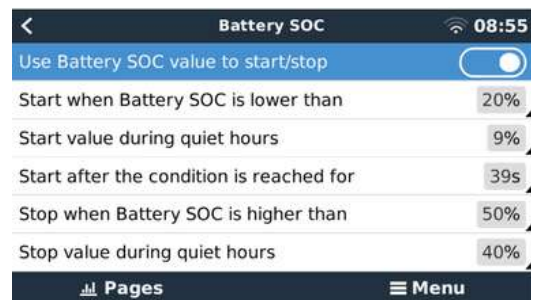 Battery SOC 08:55
Use Battery SOC value to start/stop
Start when Battery SOC is lower than 20%
Start value during quiet hours 9%
Start after the condition is reached for 39s
Stop when Battery SOC is higher than 50%
Stop value during quiet hours 40%
Pages Menu